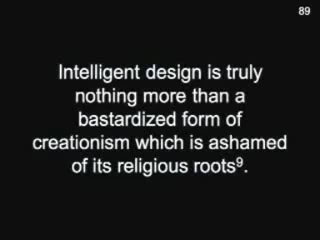 89
Intelligent design is truly
nothing more than a
bastardized form of
creationism which is ashamed
of its religious roots⁹.